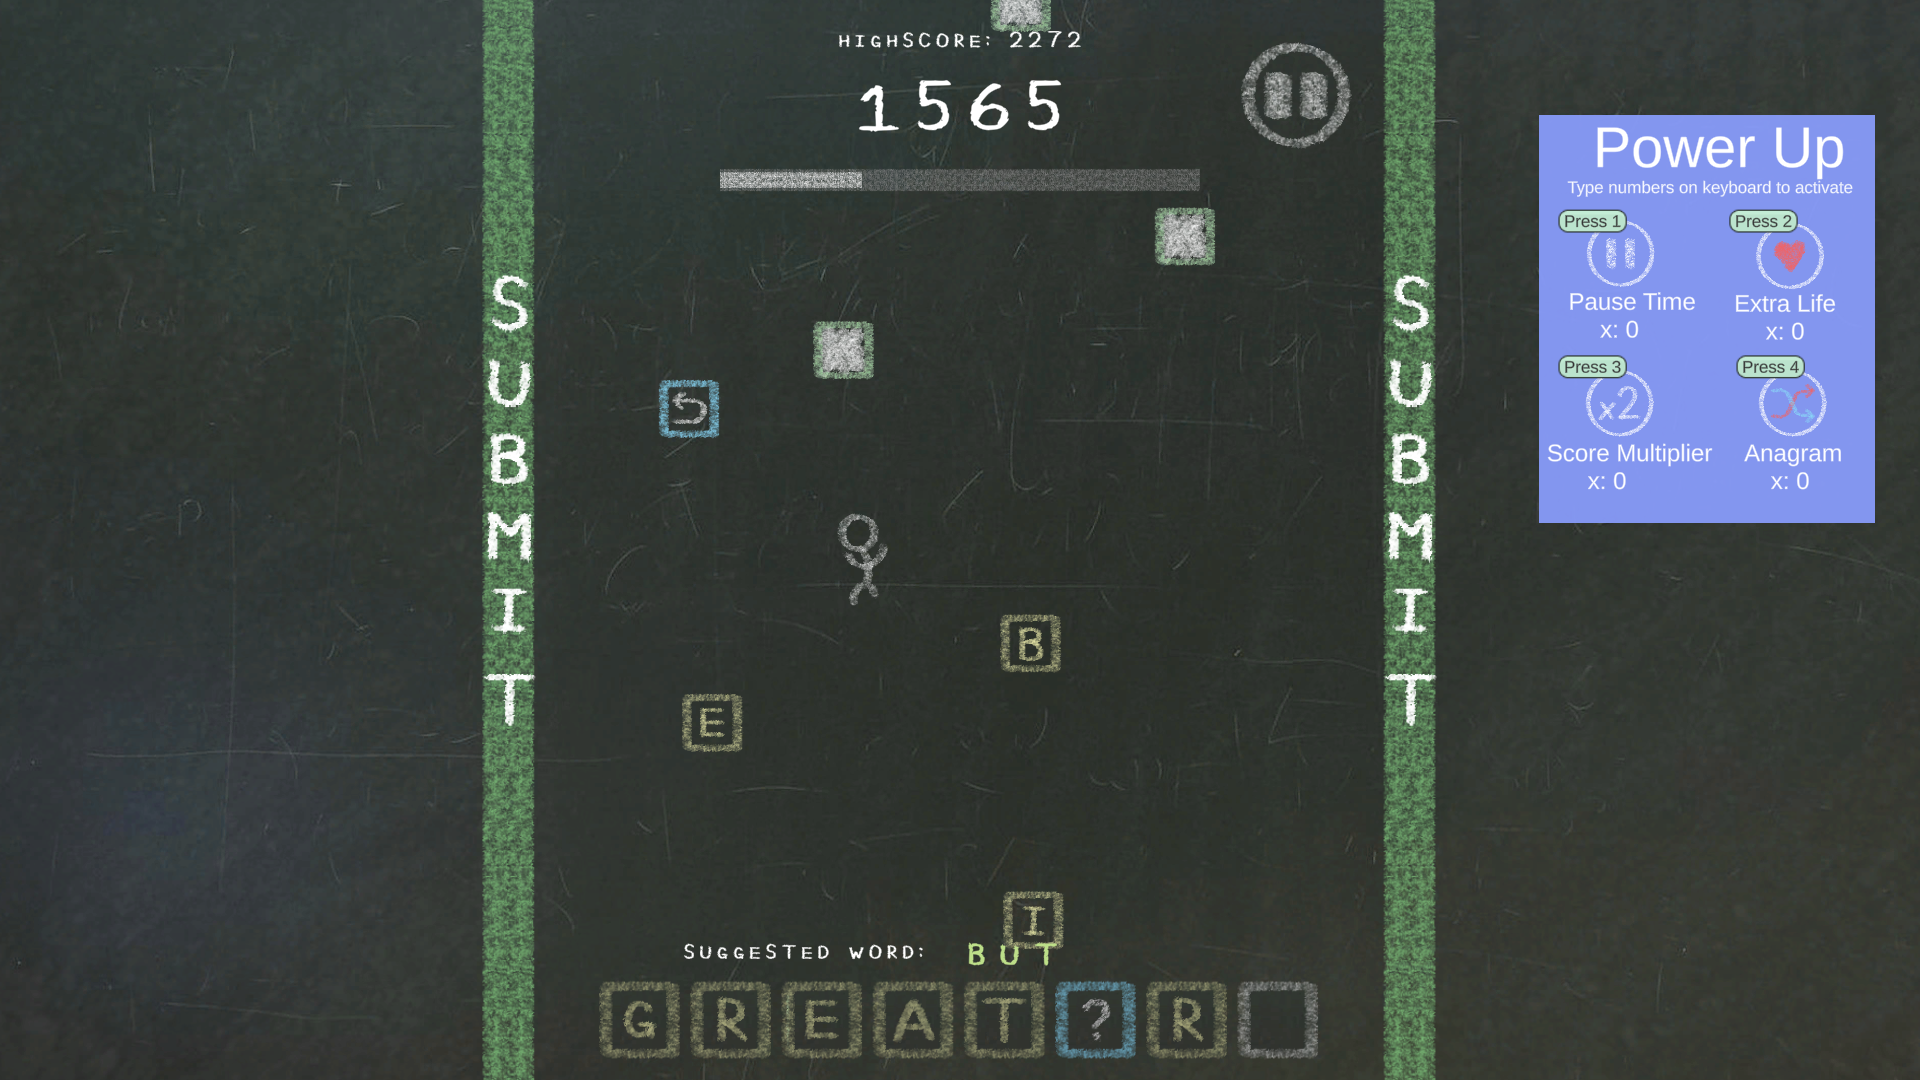 HIGHSCORE: 2272
1565
SUBMIT
SUBMIT
Power Up
Type numbers on keyboard to activate
Press 1
Press 2
Pause Time
Extra Life
x: 0
x: 0
Press 3
Press 4
x2
Score Multiplier
Anagram
x: 0
x: 0
B
E
I
SUGGESTED WORD: BUT
G R E A T ? R